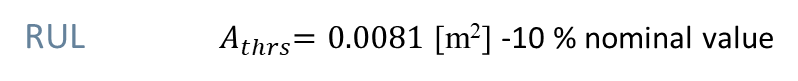 RUL A_thrs = 0.0081 [m²] -10 % nominal value